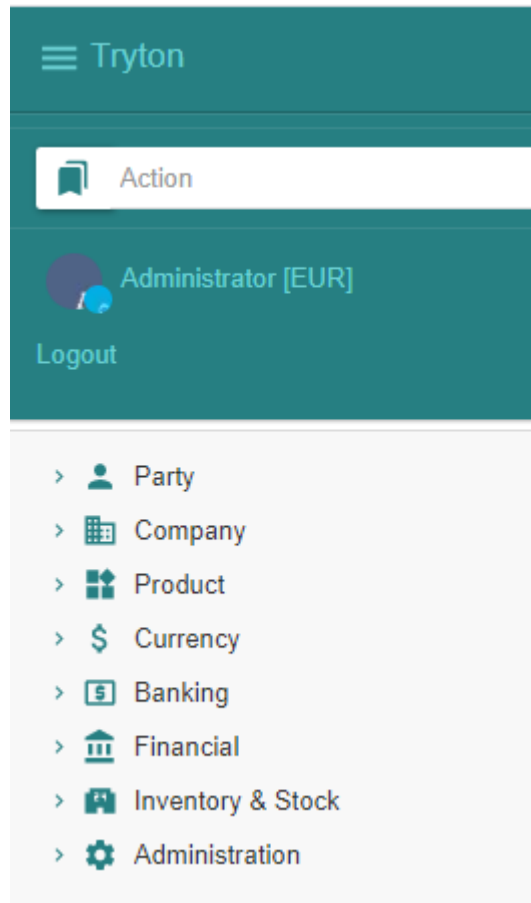 Tryton
Action
Administrator [EUR]
Logout
Party
Company
Product
$ Currency
Banking
Financial
Inventory & Stock
Administration